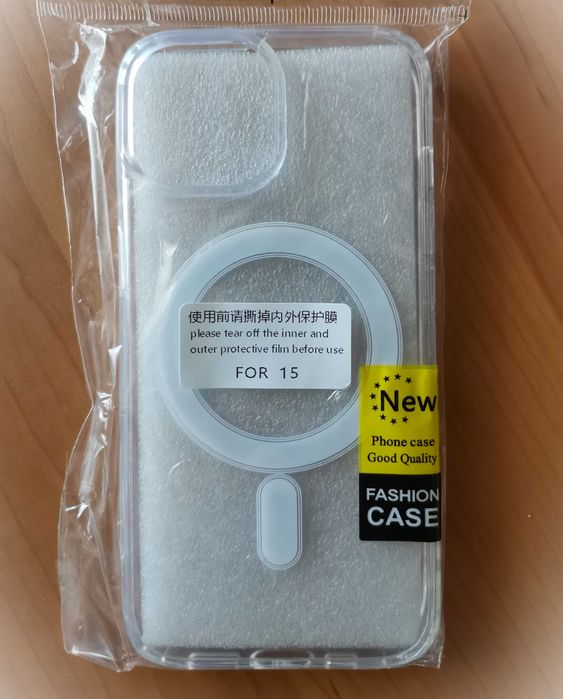 使用前请撕掉内外保护膜
please tear off the inner and
outer protective film before use
FOR 15
New
Phone case
Good Quality
FASHION
CASE